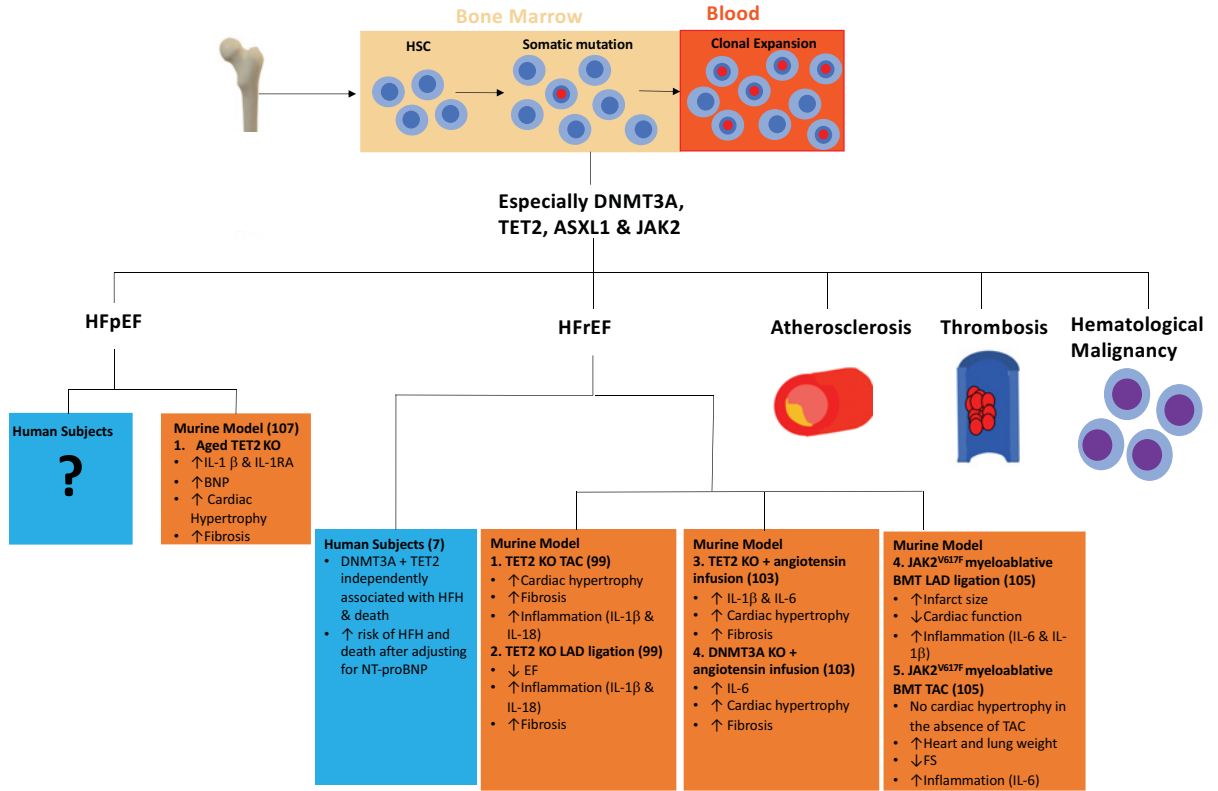 Bone Marrow
Blood
HSC
Somatic mutation
Clonal Expansion
Especially DNMT3A,
TET2, ASXL1 & JAK2
HFpEF
HFrEF
Atherosclerosis
Thrombosis
Hematological
Malignancy
Human Subjects
?
Murine Model (107)
1. Aged TET2 KO
• ↑IL-1 β & IL-1RA
• ↑BNP
• ↑ Cardiac
Hypertrophy
• ↑Fibrosis
Human Subjects (7)
• DNMT3A + TET2
independently
associated with HFH
& death
• ↑ risk of HFH and
death after adjusting
for NT-proBNP
Murine Model
1. TET2 KO TAC (99)
• ↑Cardiac hypertrophy
• ↑Fibrosis
• ↑Inflammation (IL-1β &
IL-18)
2. TET2 KO LAD ligation (99)
• ↓ EF
• ↑Inflammation (IL-1β &
IL-18)
• ↑Fibrosis
Murine Model
3. TET2 KO + angiotensin
infusion (103)
• ↑ IL-1β & IL-6
• ↑ Cardiac hypertrophy
• ↑ Fibrosis
4. DNMT3A KO +
angiotensin infusion (103)
• ↑ IL-6
• ↑ Cardiac hypertrophy
• ↑ Fibrosis
Murine Model
4. JAK2V617F myeloablative
BMT LAD ligation (105)
• ↑Infarct size
• ↓Cardiac function
• ↑Inflammation (IL-6 & IL-
1β)
5. JAK2V617F myeloablative
BMT TAC (105)
• No cardiac hypertrophy in
the absence of TAC
• ↑Heart and lung weight
• ↓FS
• ↑Inflammation (IL-6)